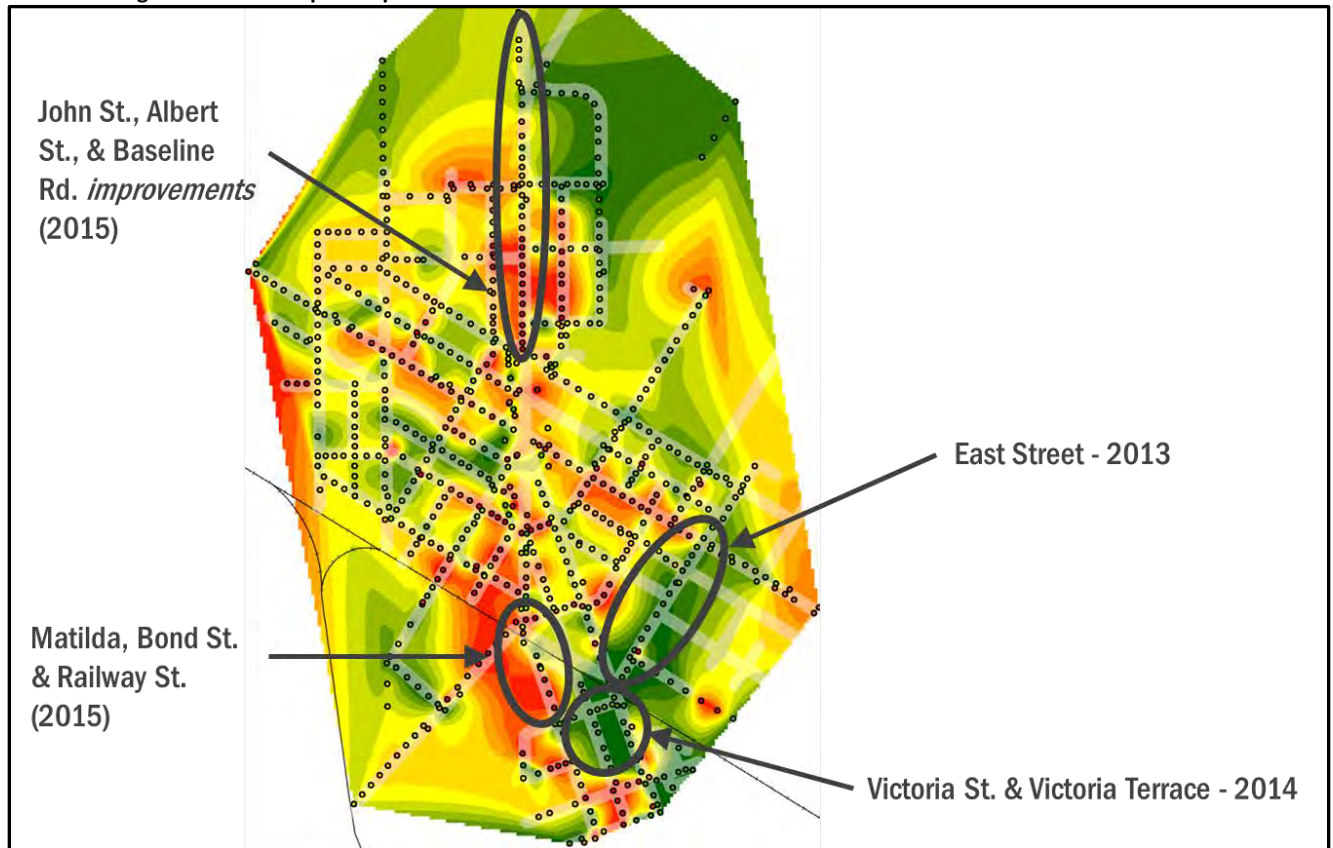 John St., Albert
St., & Baseline
Rd. improvements
(2015)
East Street - 2013
Matilda, Bond St.
& Railway St.
(2015)
Victoria St. & Victoria Terrace - 2014